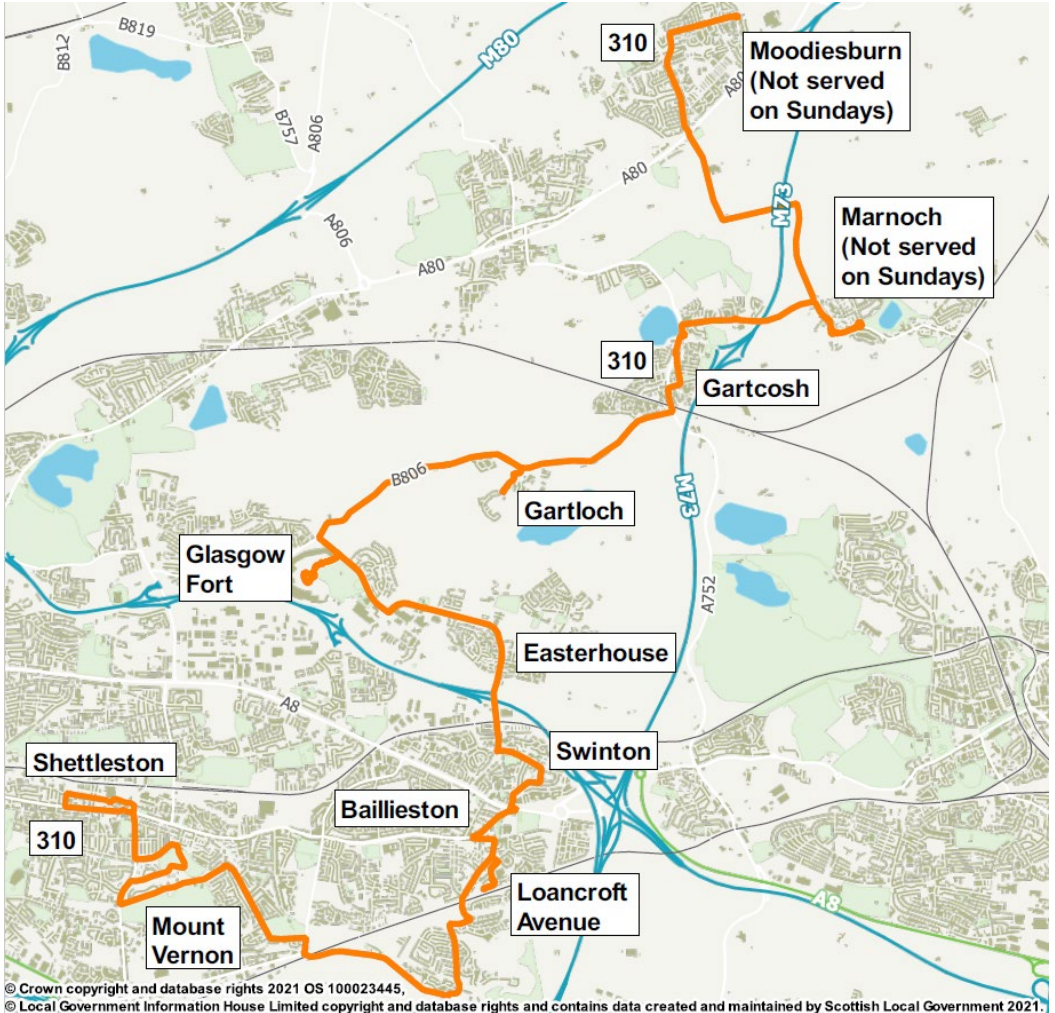 B819
B812
M80
310
Moodiesburn
(Not served
on Sundays)
A80
B757
A806
A80
M73
A806
Marnoch
(Not served
on Sundays)
A80
310
Gartcosh
B806
M73
Gartloch
Glasgow
Fort
A752
Easterhouse
A8
Swinton
Shettleston
Baillieston
310
Loancroft
Avenue
A8
Mount
Vernon
© Crown copyright and database rights 2021 OS 100023445,
© Local Government Information House Limited copyright and database rights and contains data created and maintained by Scottish Local Government 2021.